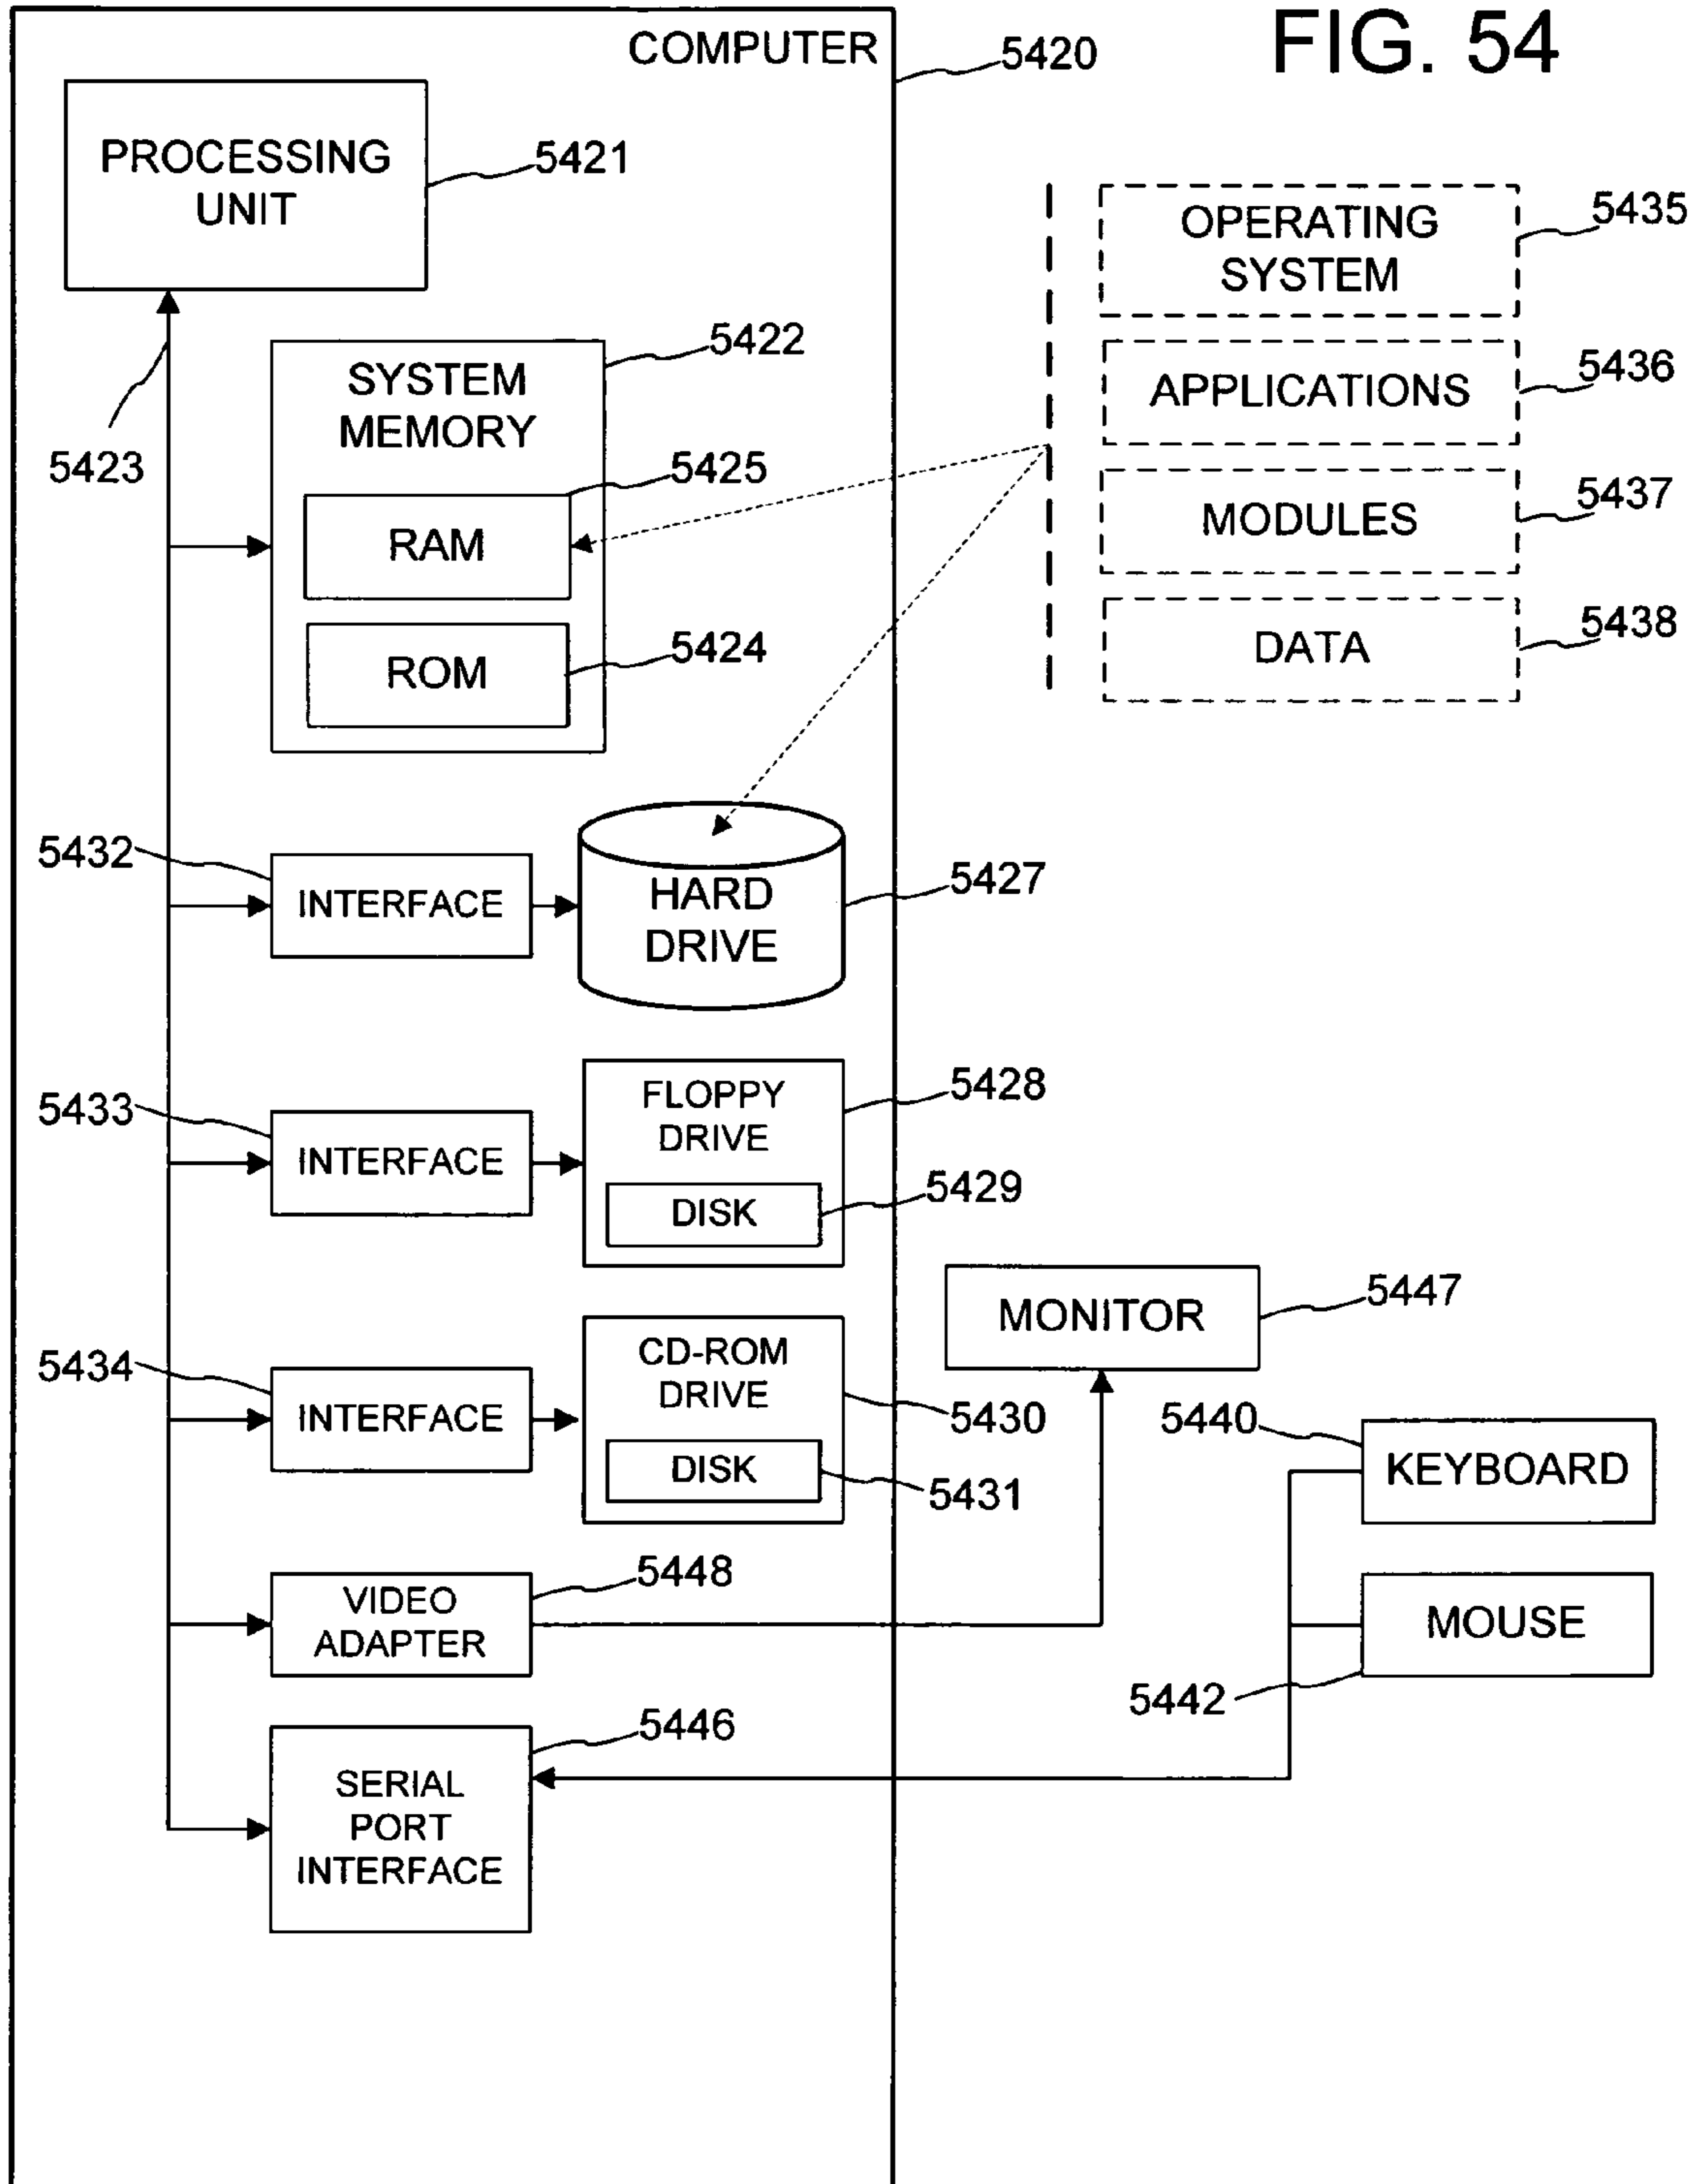 FIG. 54
COMPUTER
5420
PROCESSING
UNIT
5421
5423
SYSTEM
MEMORY
5422
RAM
5425
ROM
5424
OPERATING
SYSTEM
5435
APPLICATIONS
5436
MODULES
5437
DATA
5438
5432
INTERFACE
HARD
DRIVE
5427
5433
INTERFACE
FLOPPY
DRIVE
5428
DISK
5429
5434
INTERFACE
CD-ROM
DRIVE
5430
DISK
5431
MONITOR
5447
5440
KEYBOARD
MOUSE
5442
VIDEO
ADAPTER
5448
SERIAL
PORT
INTERFACE
5446